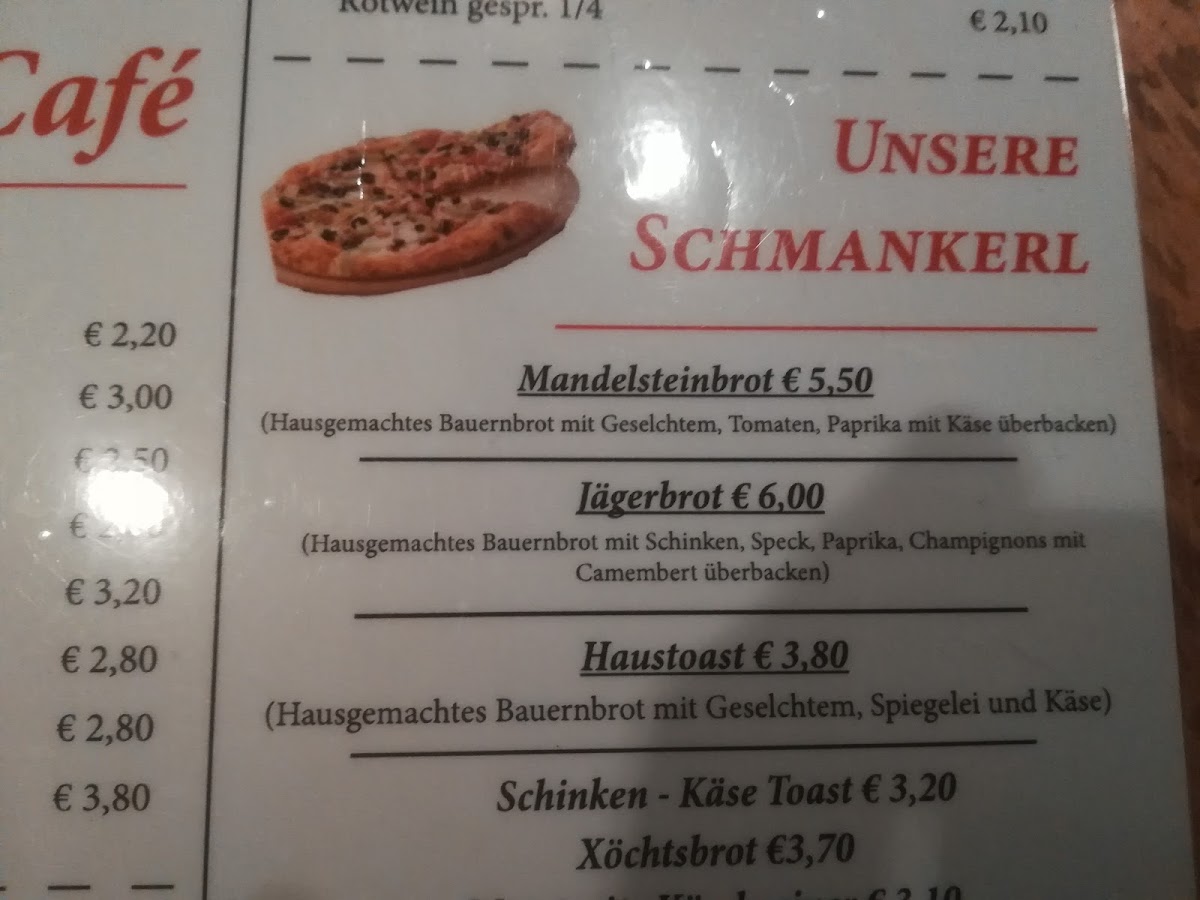 Café
€ 2,20
€ 3,00
€ 2,50
€ 3,20
€ 2,80
€ 2,80
€ 3,80
Rotwein gespr. 1/4 € 2,10
UNSERE
SCHMANKERL
Mandelsteinbrot € 5,50
(Hausgemachtes Bauernbrot mit Geselchtem, Tomaten, Paprika mit Käse überbacken)
Jägerbrot € 6,00
(Hausgemachtes Bauernbrot mit Schinken, Speck, Paprika, Champignons mit
Camembert überbacken)
Haustoast € 3,80
(Hausgemachtes Bauernbrot mit Geselchtem, Spiegelei und Käse)
Schinken - Käse Toast € 3,20
Xöchtsbrot €3,70